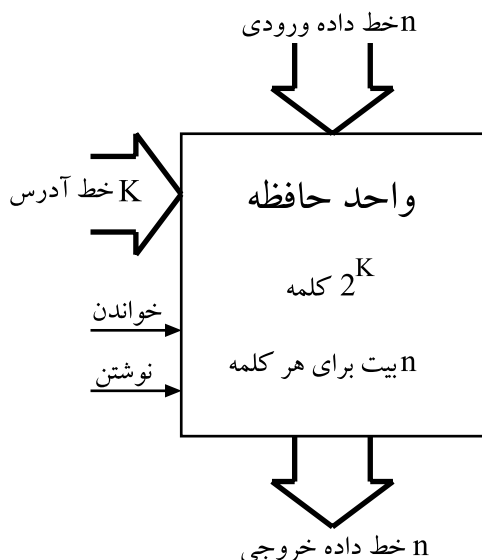 n خط داده ورودی
واحد حافظه
K خط آدرس
2^K کلمه
خواندن
n بیت برای هر کلمه
نوشتن
n خط داده خروجی